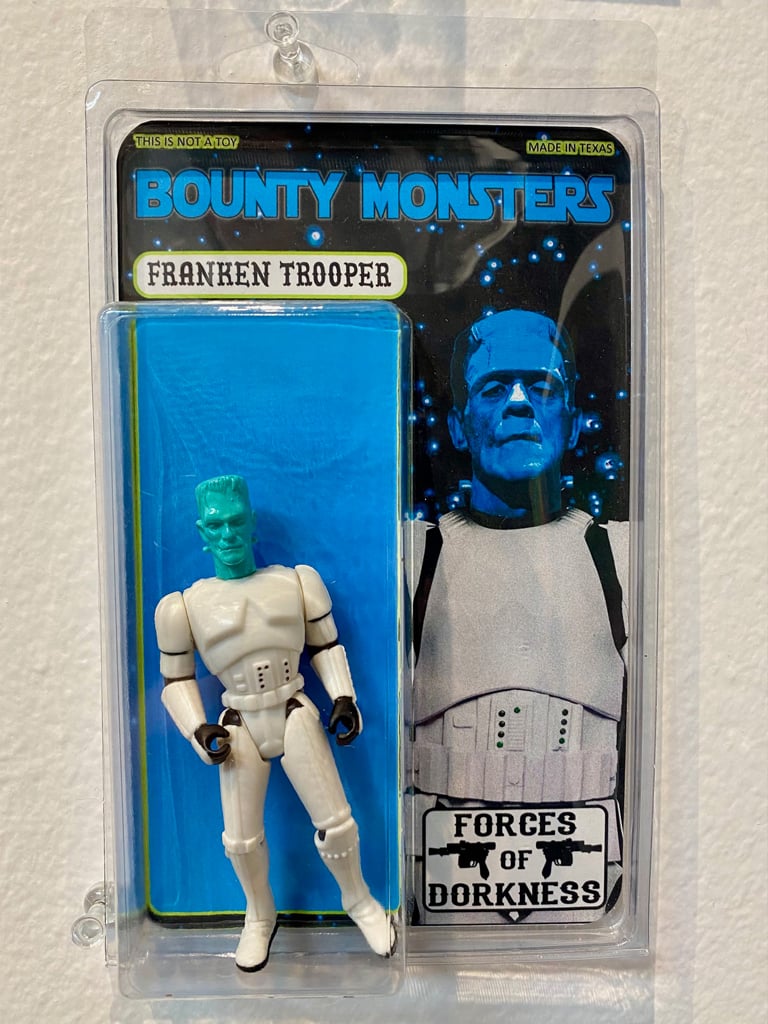 THIS IS NOT A TOY
MADE IN TEXAS
BOUNTY MONSTERS
FRANKEN TROOPER
FORCES
OF
DORKNESS